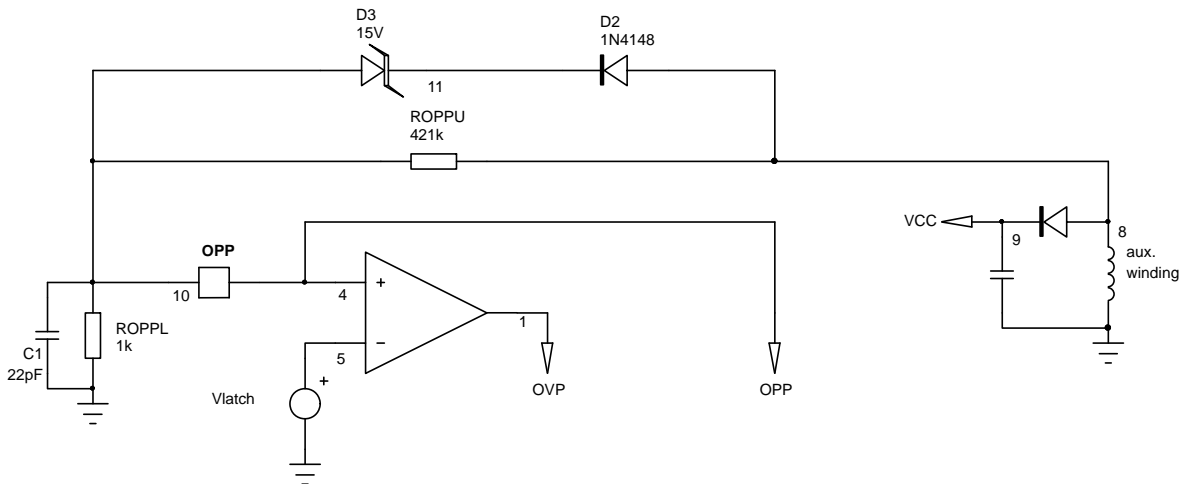 D3
15V
D2
1N4148
11
ROPPU
421k
VCC
9
8
aux.
winding
OPP
10
4
+
1
ROPPL
1k
C1
22pF
5
−
+
Vlatch
OVP
OPP